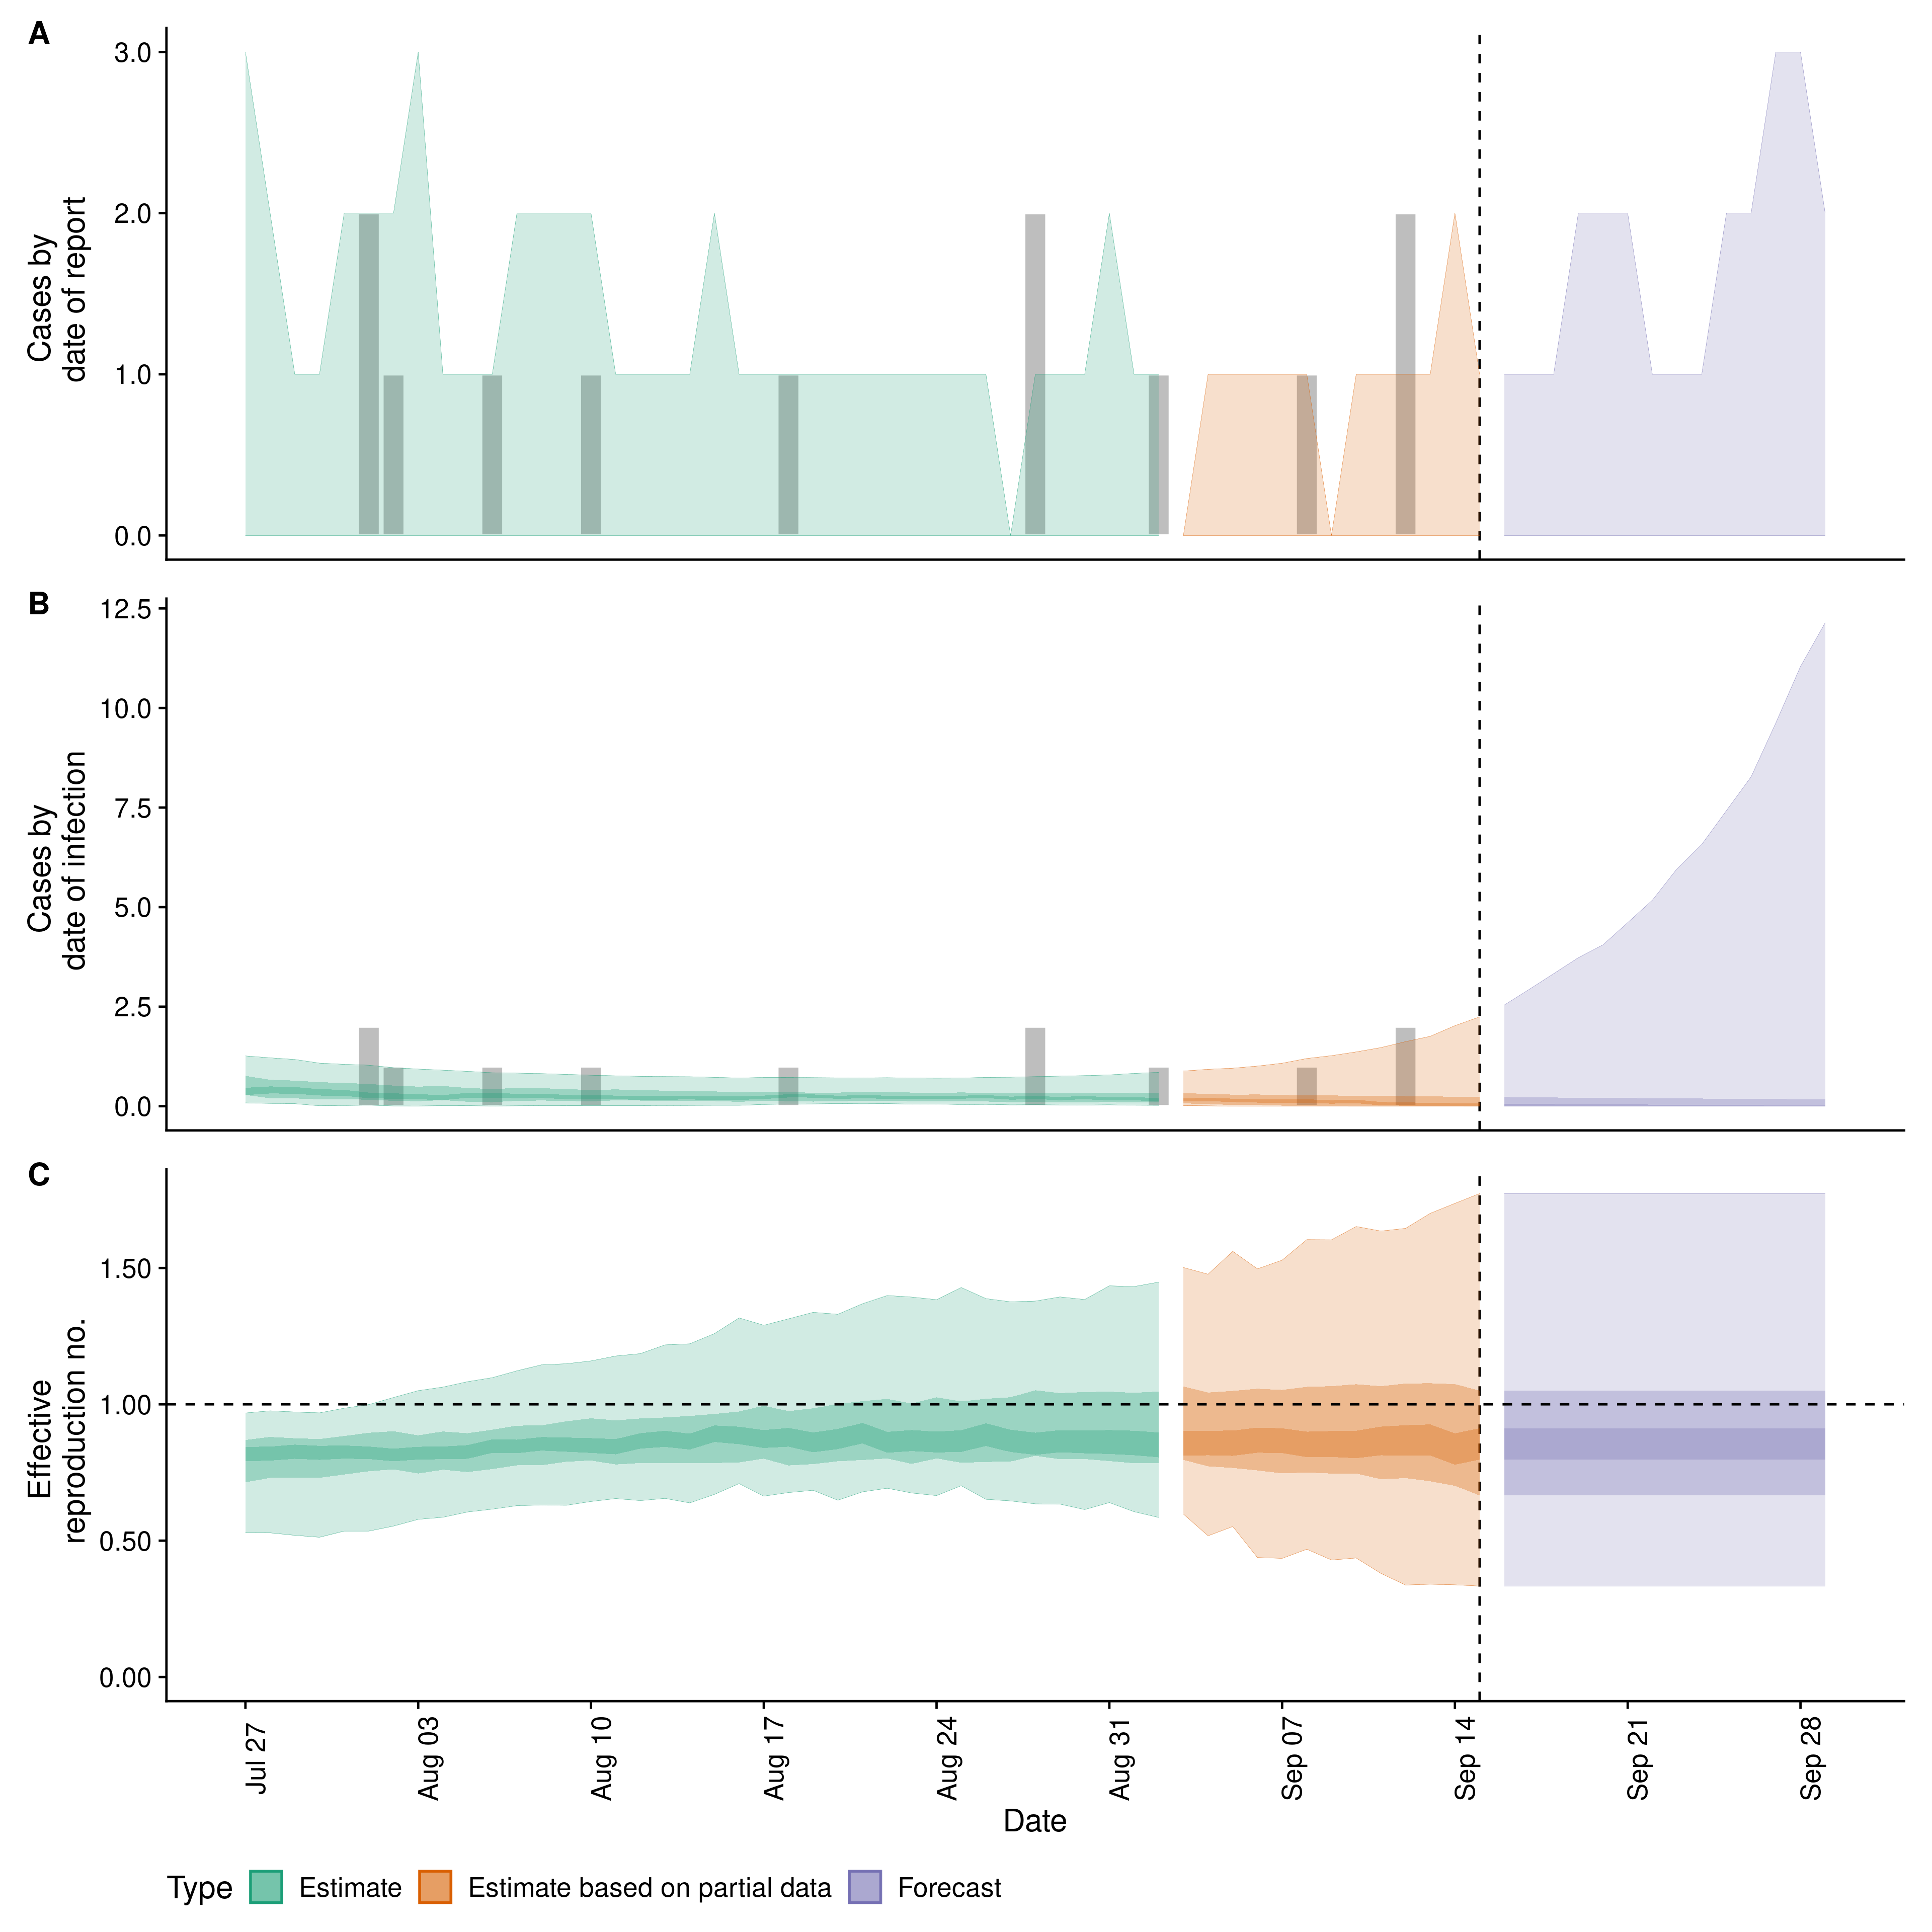 A
Cases by
date of report
3.0
2.0
1.0
0.0
B
Cases by
date of infection
12.5
10.0
7.5
5.0
2.5
0.0
C
Effective
reproduction no.
1.50
1.00
0.50
0.00
Jul 27
Aug 03
Aug 10
Aug 17
Aug 24
Aug 31
Sep 07
Sep 14
Sep 21
Sep 28
Date
Type Estimate Estimate based on partial data Forecast